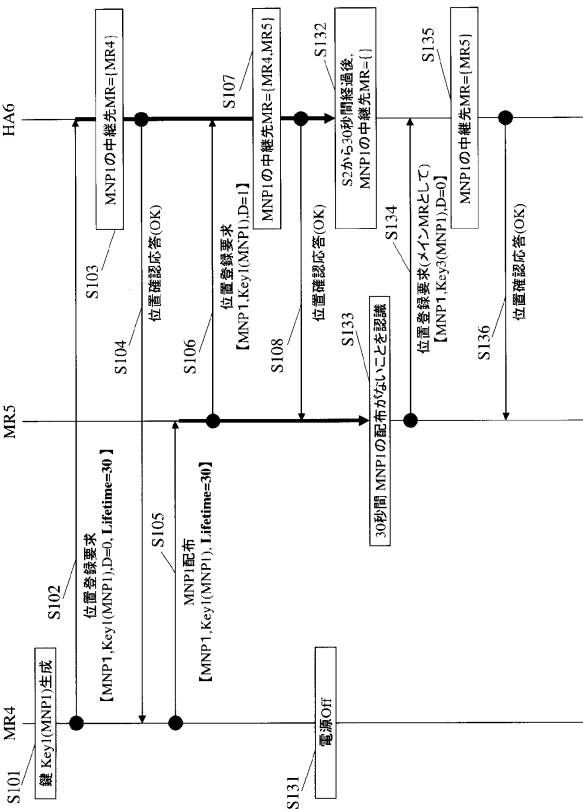 MR4
MR5
HA6
S101
鍵 Key1(MNP1)生成
S102
位置登録要求
【MNP1,Key1(MNP1),D=0, Lifetime=30 】
S103
MNP1の中継先MR={MR4}
S104
位置確認応答(OK)
S105
MNP1配布
【MNP1,Key1(MNP1), Lifetime=30 】
S106
位置登録要求
【MNP1,Key1(MNP1),D=1】
S107
MNP1の中継先MR={MR4,MR5}
S108
位置確認応答(OK)
S131
電源Off
S132
S2から30秒間経過後,
MNP1の中継先MR={}
S133
30秒間 MNP1の配布がないことを認識
S134
位置登録要求(メインMRとして)
【MNP1,Key3(MNP1),D=0】
S135
MNP1の中継先MR={MR5}
S136
位置確認応答(OK)